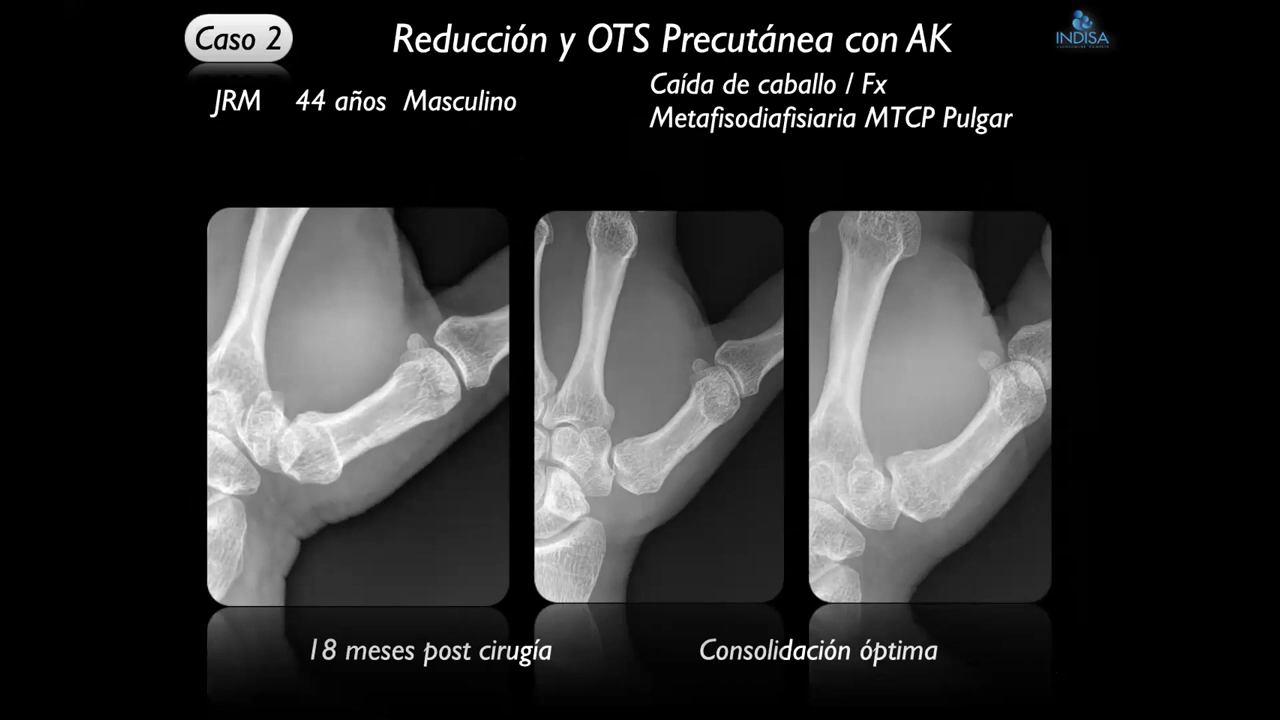 Caso 2
Reducción y OTS Precutánea con AK
INDISA
JRM 44 años Masculino
Caída de caballo / Fx
Metafisodiafisiaria MTCP Pulgar
18 meses post cirugía
Consolidación óptima